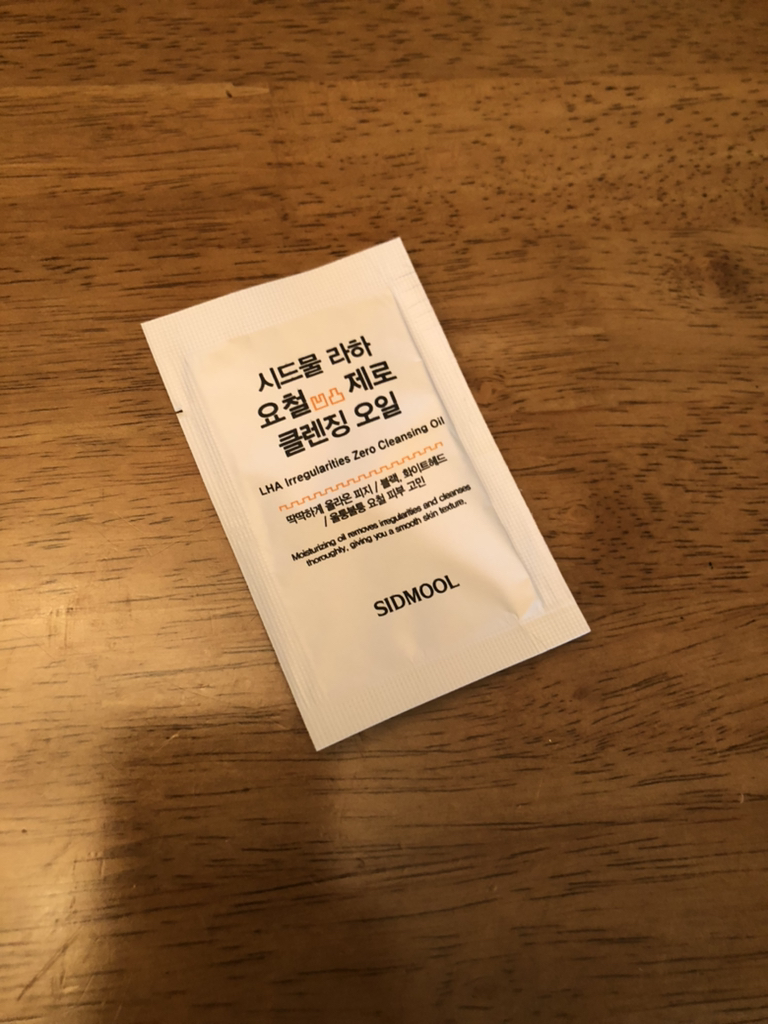 시드물 라하
요철凹凸 제로
클렌징 오일
LHA Irregularities Zero Cleansing Oil
딱딱하게 올라온 피지 / 블랙, 화이트헤드
/ 울퉁불퉁 요철 피부 고민
Moisturizing oil removes irregularities and cleanses
thoroughly, giving you a smooth skin texture.
SIDMOOL